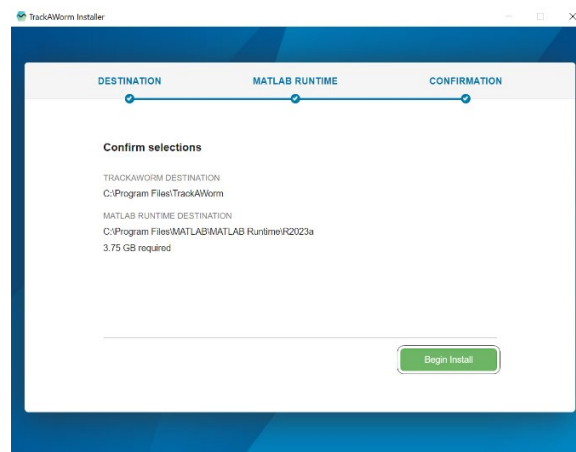 TrackAWorm Installer
DESTINATION MATLAB RUNTIME CONFIRMATION
Confirm selections
TRACKAWORM DESTINATION
C:\Program Files\TrackAWorm
MATLAB RUNTIME DESTINATION
C:\Program Files\MATLAB\MATLAB Runtime\R2023a
3.75 GB required
Begin Install